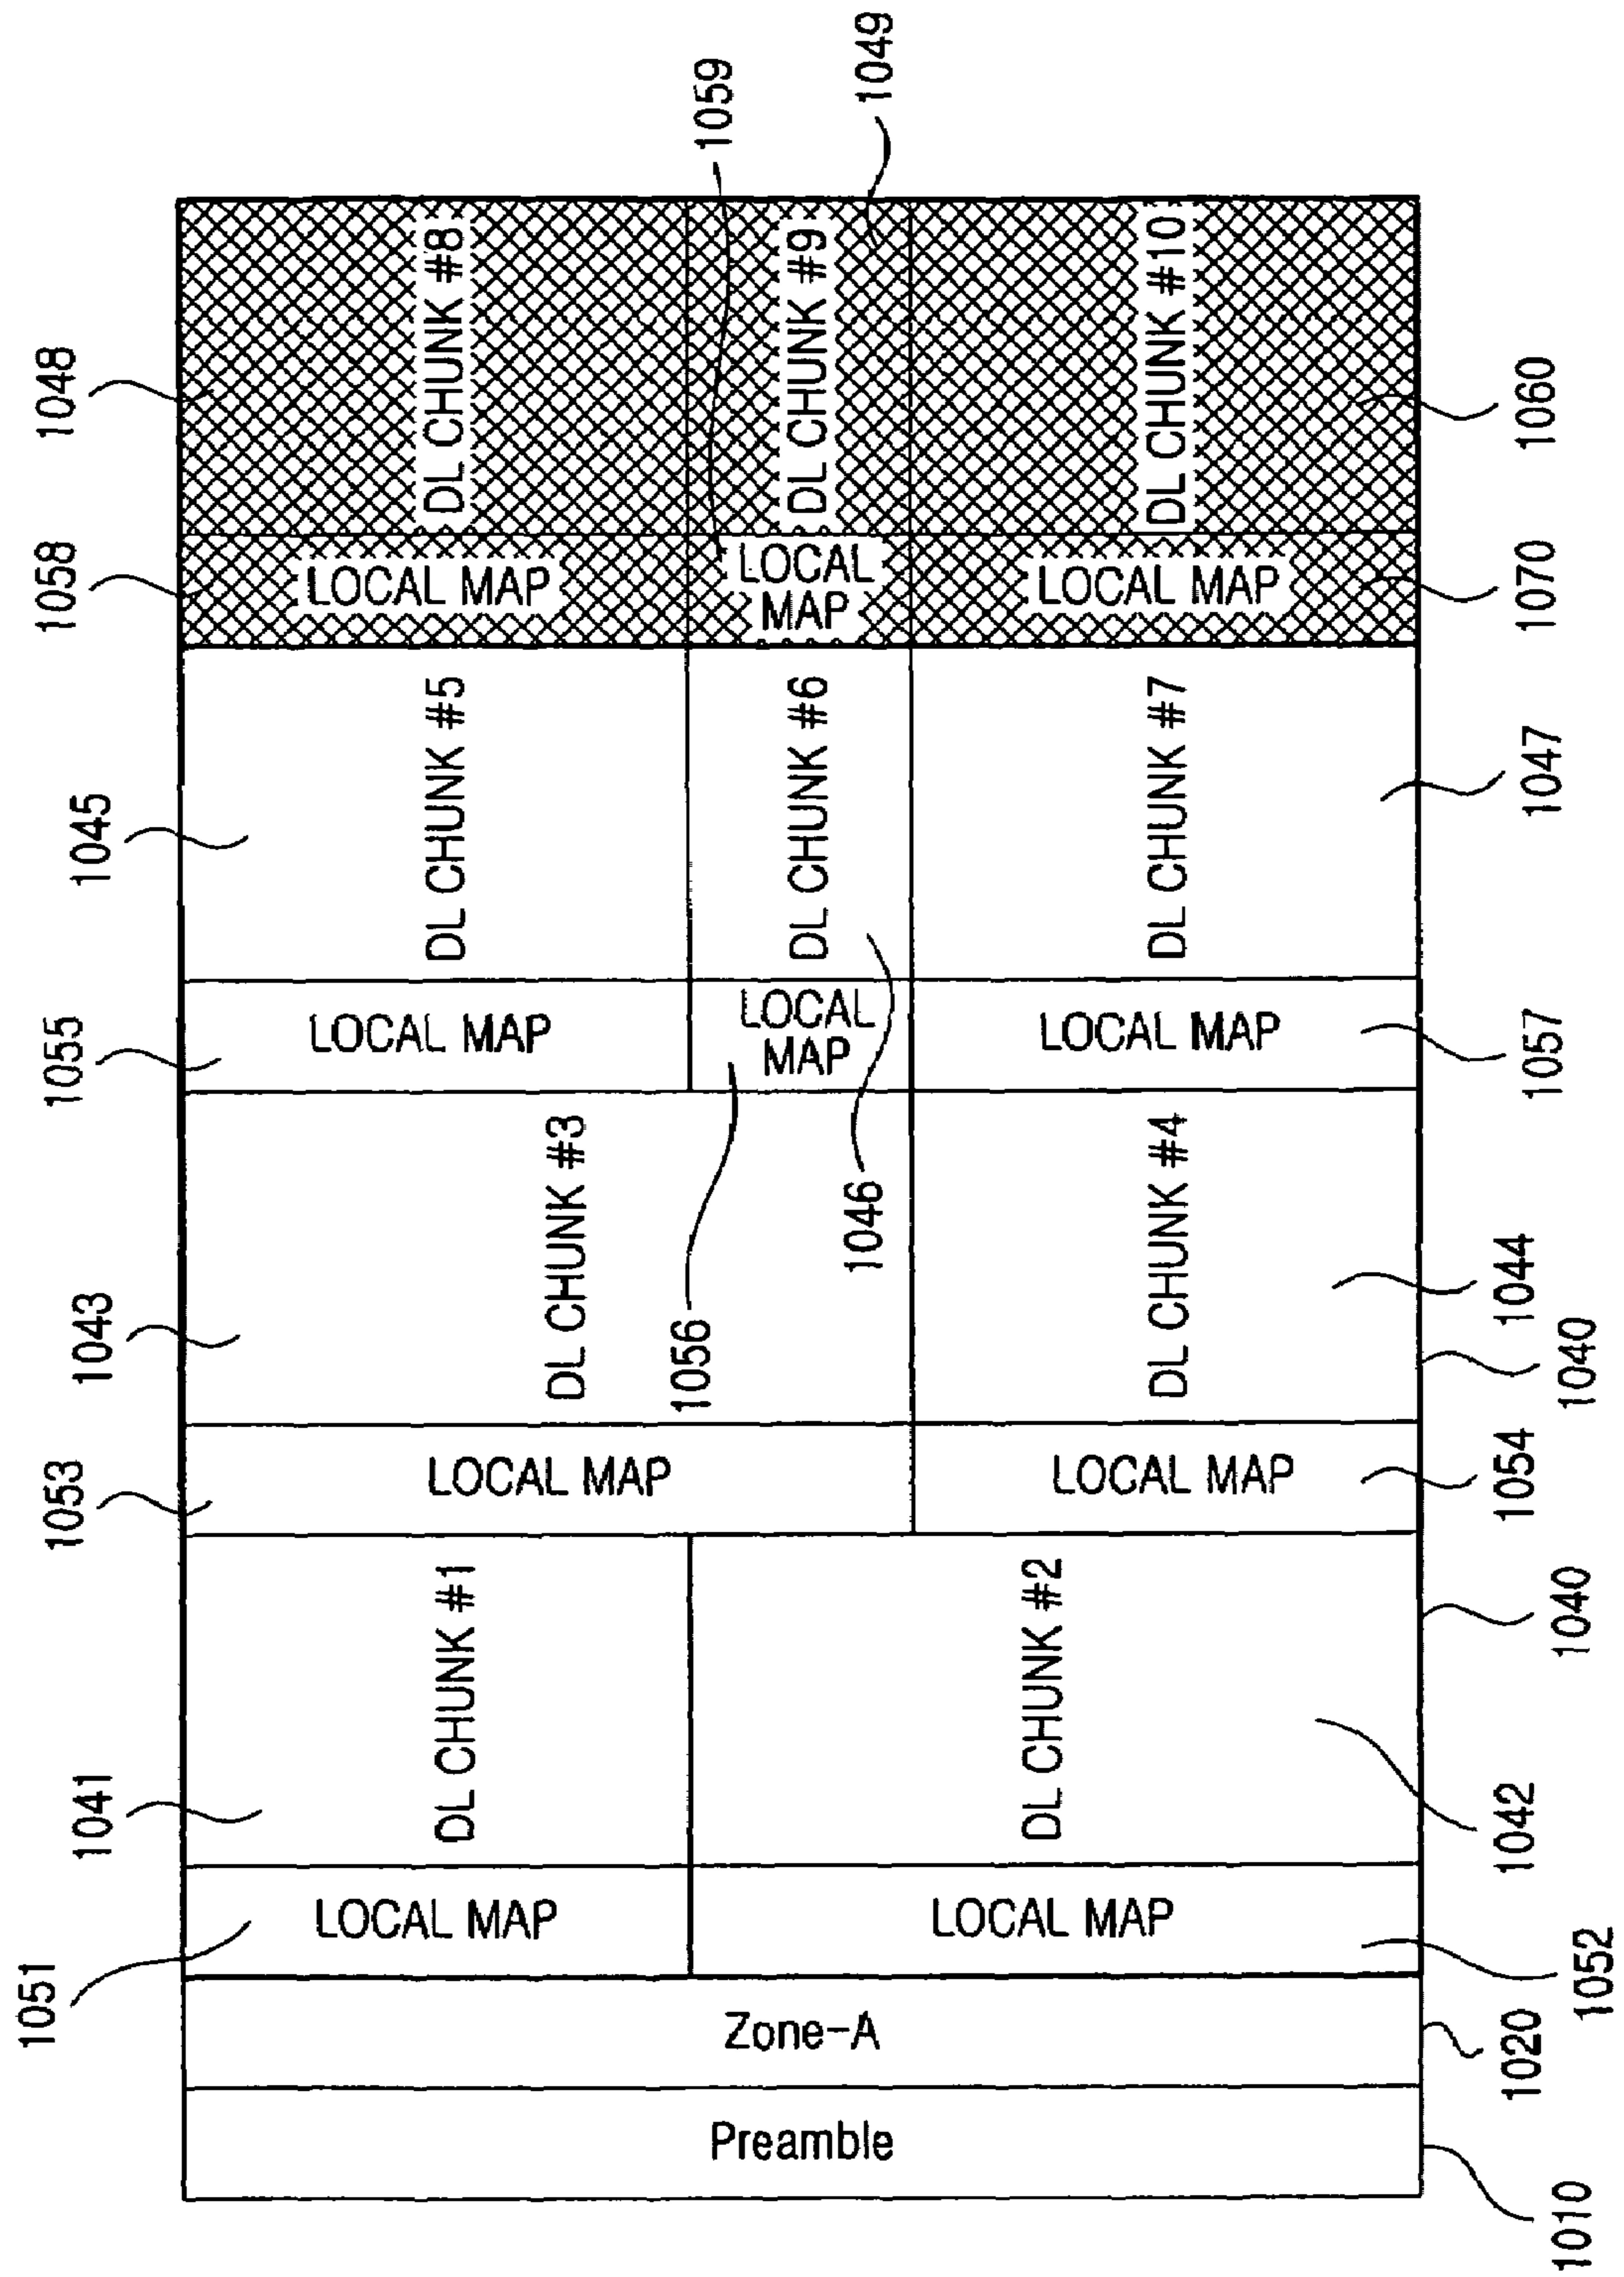 1059
1049
1048
DL CHUNK #8
DL CHUNK #9
DL CHUNK #10
1060
1058
LOCAL MAP
LOCAL
MAP
LOCAL MAP
1070
1045
DL CHUNK #5
DL CHUNK #6
DL CHUNK #7
1047
1055
LOCAL MAP
LOCAL
MAP
LOCAL MAP
1057
1043
DL CHUNK #3
1056
1046
DL CHUNK #4
1044
1040
1053
LOCAL MAP
LOCAL MAP
1054
1041
DL CHUNK #1
DL CHUNK #2
1040
1042
1051
LOCAL MAP
LOCAL MAP
1052
Zone-A
1020
Preamble
1010